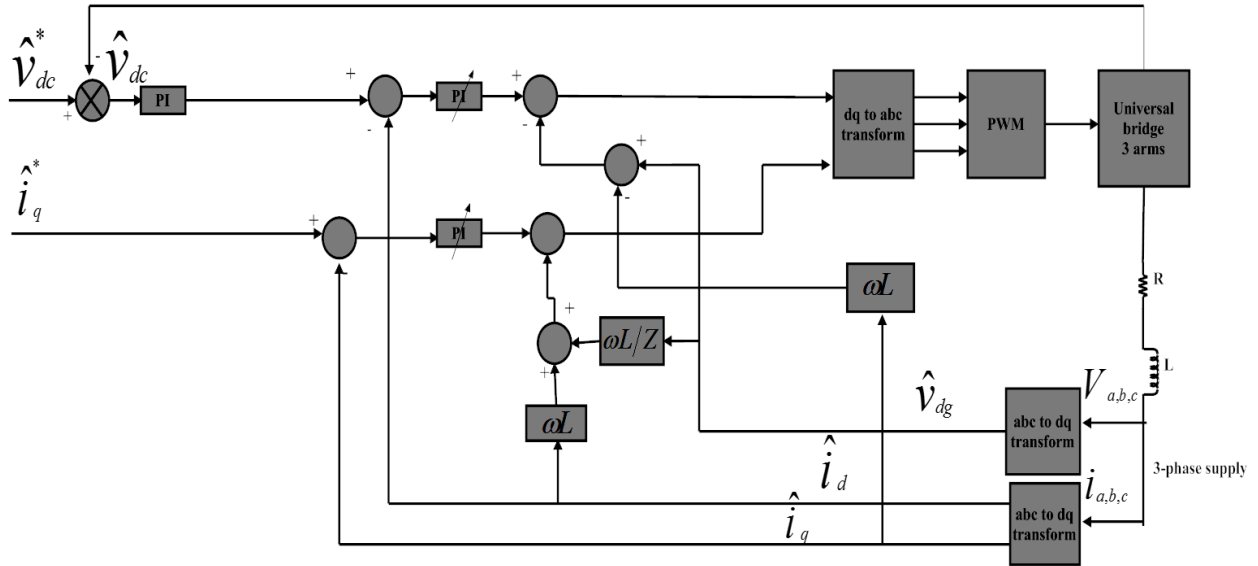 v̂*dc
v̂dc
-
+
PI
+
-
PI
+
-
dq to abc
transform
PWM
Universal
bridge
3 arms
+
-
î*q
+
-
PI
ωL
R
+
ωL/Z
+
L
ωL
v̂dg
Va,b,c
abc to dq
transform
îd
3-phase supply
îq
ia,b,c
abc to dq
transform